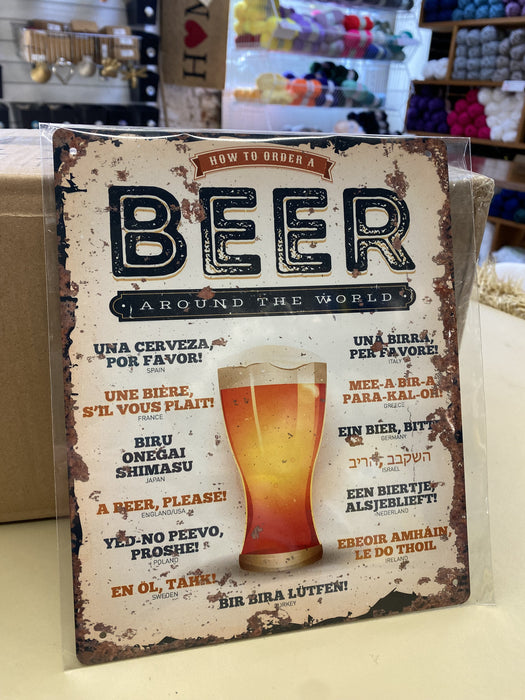 HOW TO ORDER A
BEER
AROUND THE WORLD
UNA CERVEZA,
POR FAVOR!
SPAIN
UNE BIÈRE,
S'IL VOUS PLAIT!
FRANCE
BIRU
ONEGAI
SHIMASU
JAPAN
A BEER, PLEASE!
ENGLAND/USA
YED-NO PEEVO,
PROSHE!
POLAND
EN ÖL, TAKK!
SWEDEN
UNA BIRRA,
PER FAVORE!
ITALY
MEE-A BIR-A
PARA-KAL-OH!
GREECE
EIN BIER, BITTE
GERMANY
השקבב ,הריב
ISRAEL
EEN BIERTJE,
ALSJEBLIEFT!
NEDERLAND
EBEOIR AMHÁIN
LE DO THOIL
IRELAND
BIR BIRA LÜTFEN!
TURKEY